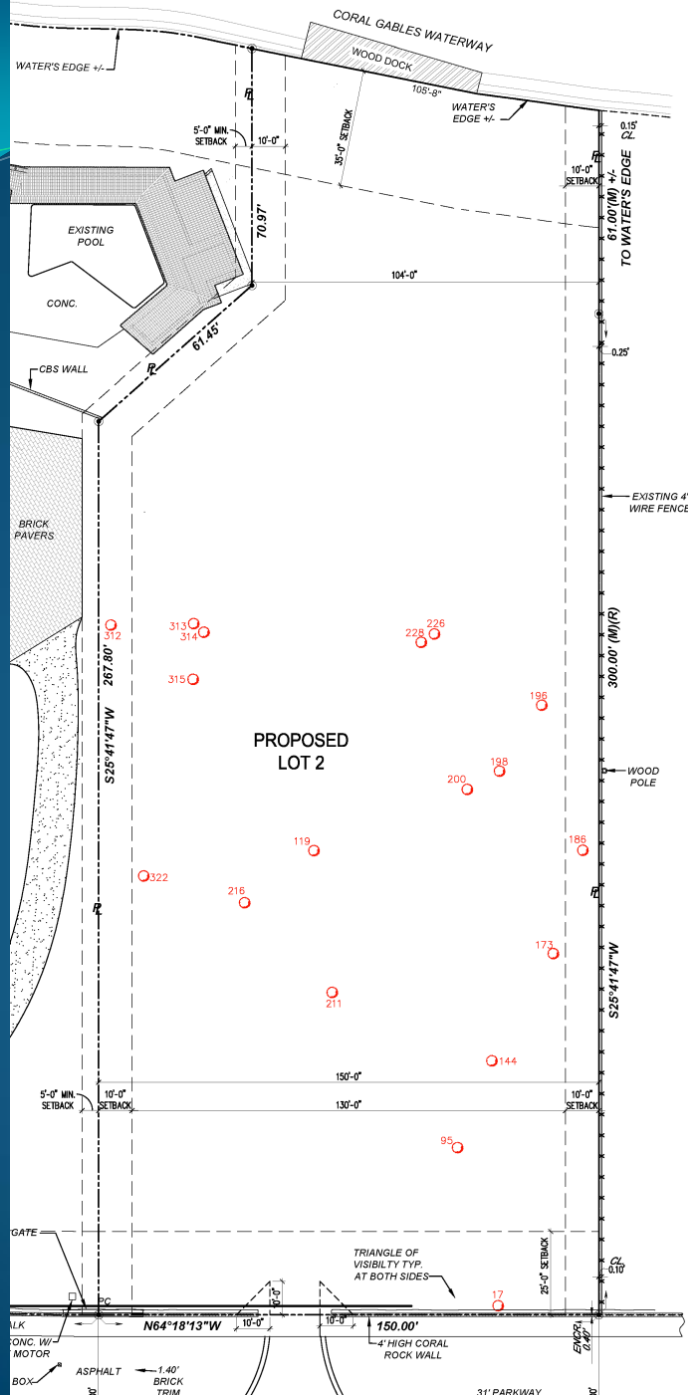 CORAL GABLES WATERWAY
WATER'S EDGE +/-
WOOD DOCK
105'-8"
WATER'S
EDGE +/-
℄
5'-0" MIN.
SETBACK
10'-0"
35'-0" SETBACK
0.15'
CL
10'-0"
SETBACK
61.00'(M) +/-
TO WATER'S EDGE
EXISTING
POOL
70.97'
CONC.
104'-0"
61.45'
0.25'
CBS WALL
EXISTING 4'
WIRE FENCE
BRICK
PAVERS
312
313
314
228
226
267.80'
300.00' (M)(R)
315
196
PROPOSED
LOT 2
S25°41'47"W
198
WOOD
POLE
200
119
186
322
216
173
211
S25°41'47"W
144
150'-0"
5'-0" MIN.
SETBACK
10'-0"
SETBACK
130'-0"
10'-0"
SETBACK
95
GATE
TRIANGLE OF
VISIBILTY TYP.
AT BOTH SIDES
25'-0" SETBACK
CL
0.10'
17
PC
N64°18'13"W
10'-0"
10'-0"
150.00'
ENCR.
0.40'
4' HIGH CORAL
ROCK WALL
CONC. W/
MOTOR
BOX
ASPHALT
1.40'
BRICK
TRIM
31' PARKWAY